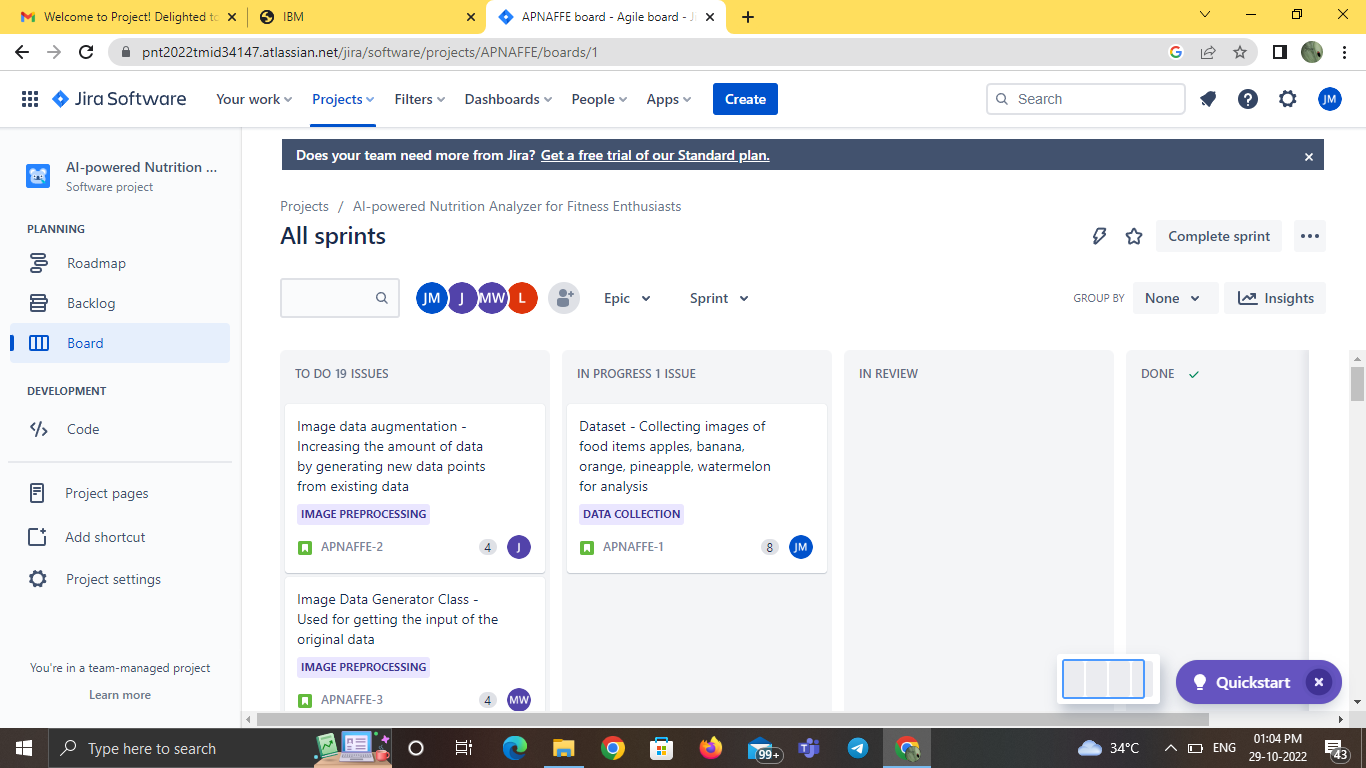 Welcome to Project! Delighted to
IBM
APNAFFE board - Agile board - Ji
pnt2022tmid34147.atlassian.net/jira/software/projects/APNAFFE/boards/1
Jira Software
Your work
Projects
Filters
Dashboards
People
Apps
Create
Search
JM
AI-powered Nutrition ...
Software project
PLANNING
Roadmap
Backlog
Board
DEVELOPMENT
Code
Project pages
Add shortcut
Project settings
You're in a team-managed project
Learn more
Does your team need more from Jira? Get a free trial of our Standard plan.
Projects / AI-powered Nutrition Analyzer for Fitness Enthusiasts
All sprints
Complete sprint
JM J MW L
Epic
Sprint
GROUP BY
None
Insights
TO DO 19 ISSUES
Image data augmentation -
Increasing the amount of data
by generating new data points
from existing data
IMAGE PREPROCESSING
APNAFFE-2 4 J
Image Data Generator Class -
Used for getting the input of the
original data
IMAGE PREPROCESSING
APNAFFE-3 4 MW
IN PROGRESS 1 ISSUE
Dataset - Collecting images of
food items apples, banana,
orange, pineapple, watermelon
for analysis
DATA COLLECTION
APNAFFE-1 8 JM
IN REVIEW
DONE
Quickstart
Type here to search
99+
34°C
ENG
01:04 PM
29-10-2022
43